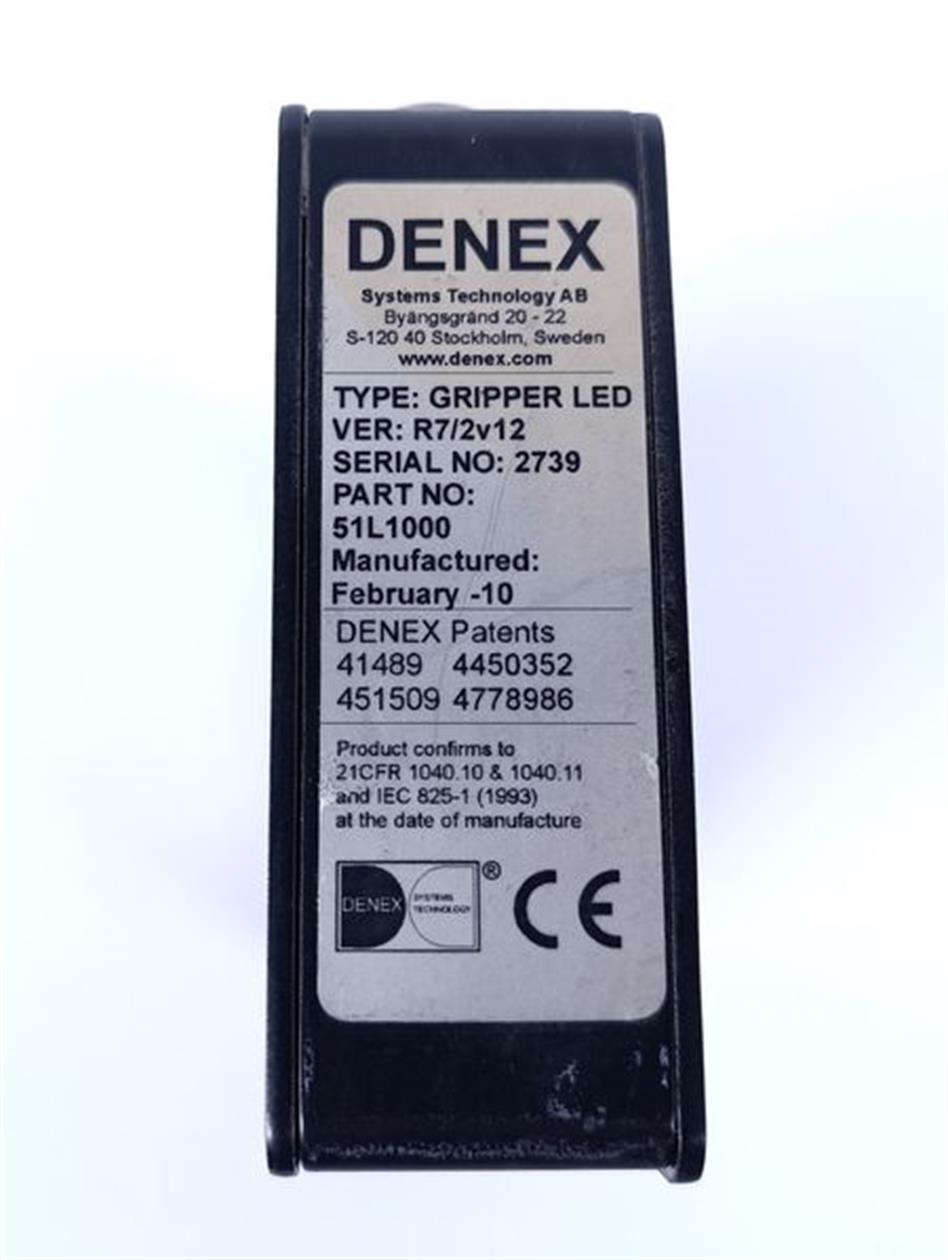 DENEX
Systems Technology AB
Byängsgränd 20 - 22
S-120 40 Stockholm, Sweden
www.denex.com
TYPE: GRIPPER LED
VER: R7/2v12
SERIAL NO: 2739
PART NO:
51L1000
Manufactured:
February -10
DENEX Patents
41489 4450352
451509 4778986
Product confirms to
21CFR 1040.10 & 1040.11
and IEC 825-1 (1993)
at the date of manufacture
DENEX SYSTEMS TECHNOLOGY ® CE